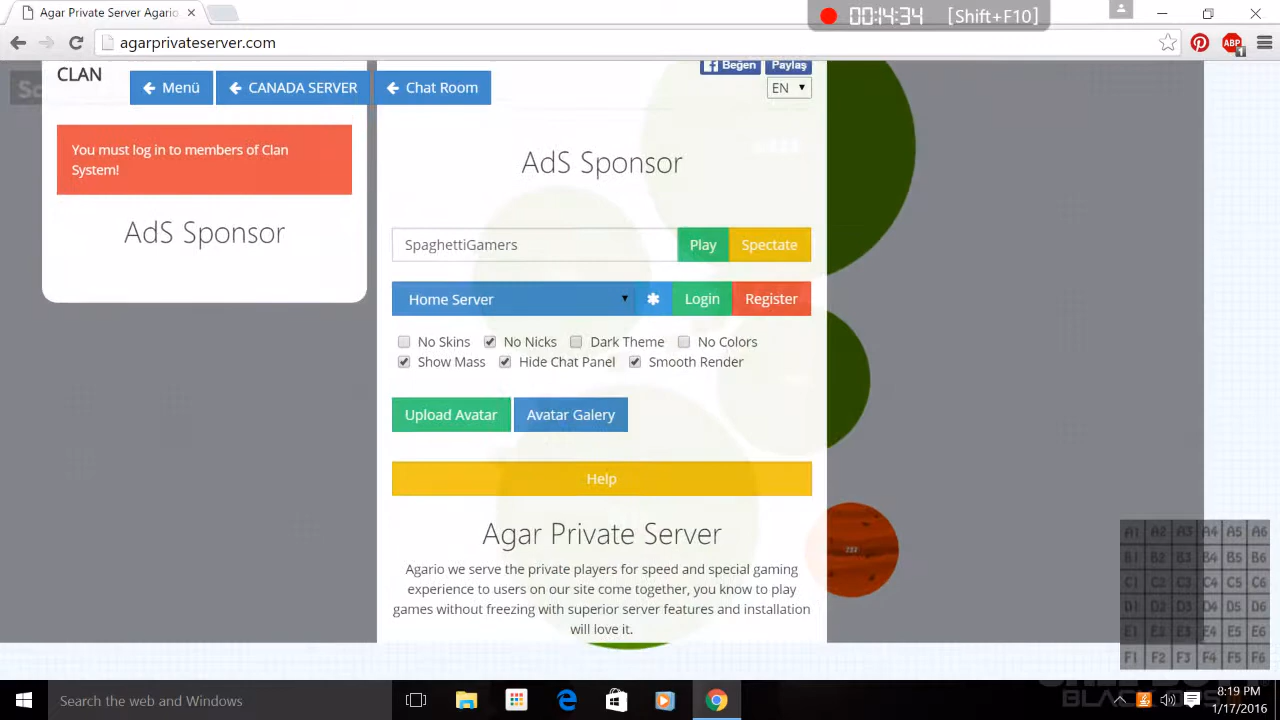 Agar Private Server Agario
00:14:34 [Shift+F10]
agarprivateserver.com
ABP
1
CLAN
Menü
CANADA SERVER
Chat Room
Beğen
Paylaş
EN
You must log in to members of Clan
System!
AdS Sponsor
AdS Sponsor
SpaghettiGamers
Play
Spectate
Home Server
Login
Register
No Skins
No Nicks
Dark Theme
No Colors
Show Mass
Hide Chat Panel
Smooth Render
Upload Avatar
Avatar Galery
Help
Agar Private Server
Agario we serve the private players for speed and special gaming
experience to users on our site come together, you know to play
games without freezing with superior server features and installation
will love it.
A1 A2 A3 A4 A5 A6
B1 B2 B3 B4 B5 B6
C1 C2 C3 C4 C5 C6
D1 D2 D3 D4 D5 D6
E1 E2 E3 E4 E5 E6
F1 F2 F3 F4 F5 F6
Search the web and Windows
8:19 PM
1/17/2016